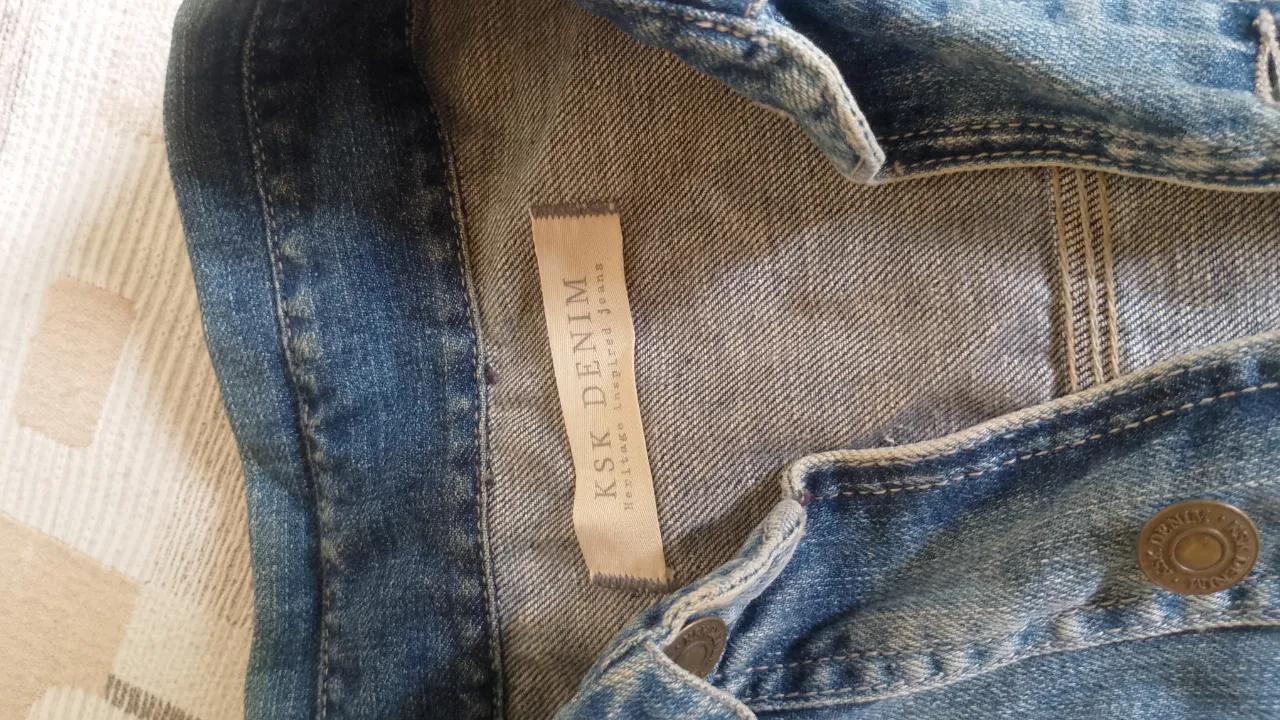 KSK DENIM
Heritage inspired jeans
KSK DENIM · KSK DENIM ·